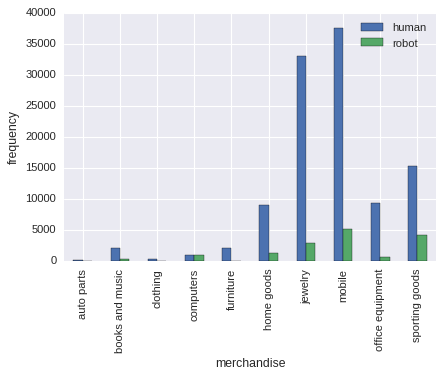 40000
35000
30000
25000
20000
15000
10000
5000
0
frequency
human
robot
auto parts
books and music
clothing
computers
furniture
home goods
jewelry
mobile
office equipment
sporting goods
merchandise